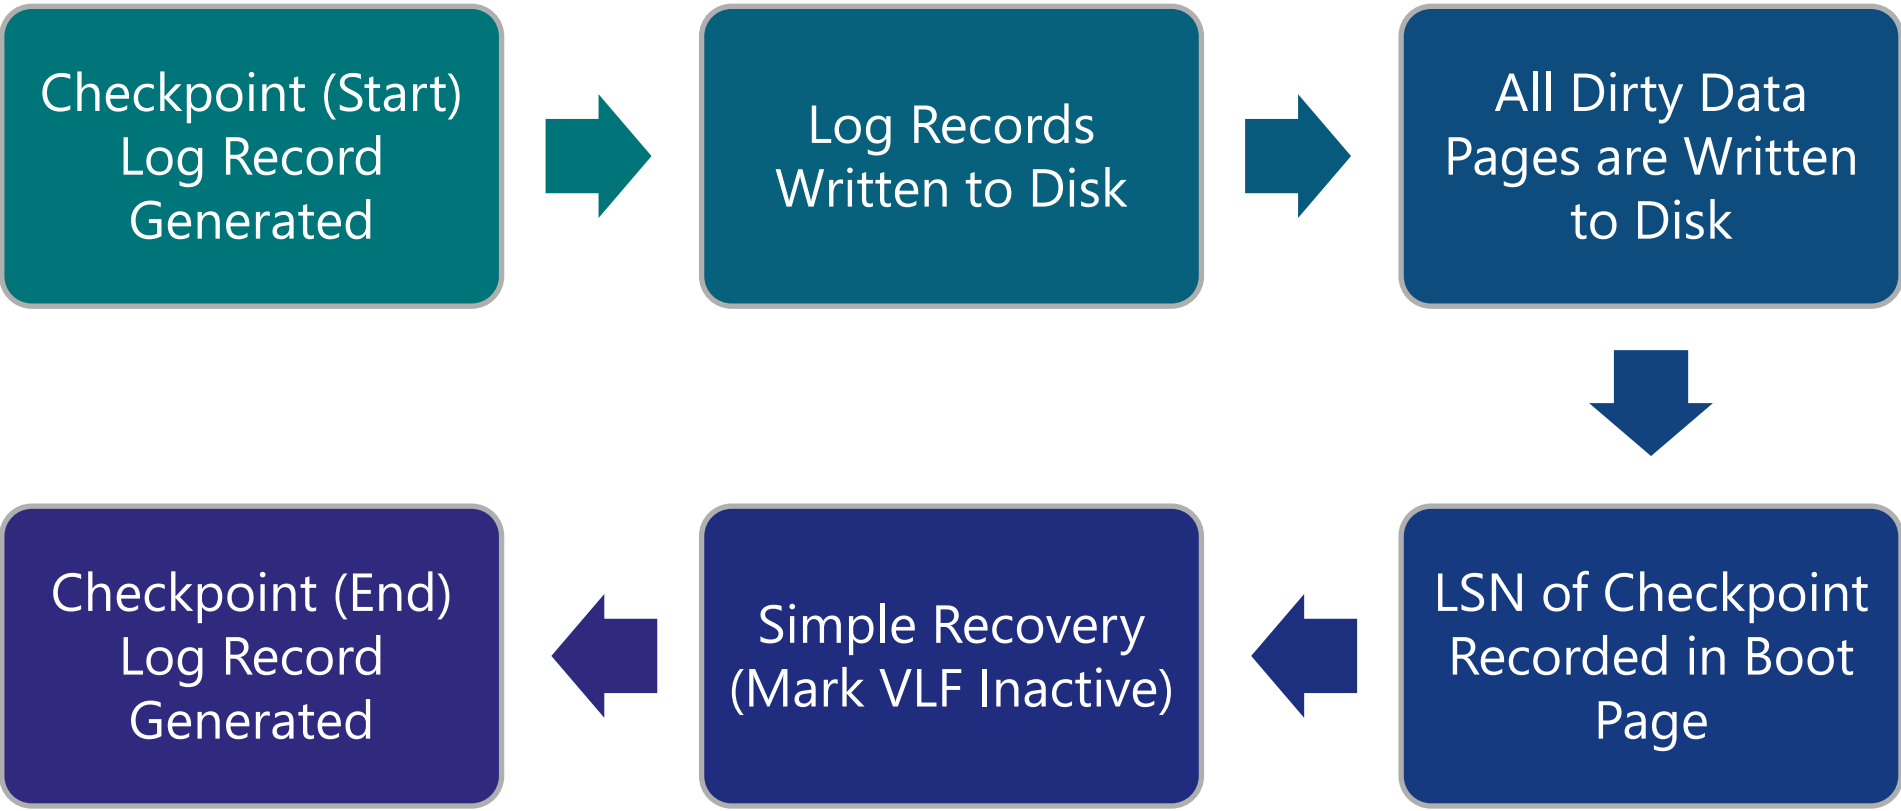 Checkpoint (Start)
Log Record
Generated
Log Records
Written to Disk
All Dirty Data
Pages are Written
to Disk
LSN of Checkpoint
Recorded in Boot
Page
Simple Recovery
(Mark VLF Inactive)
Checkpoint (End)
Log Record
Generated